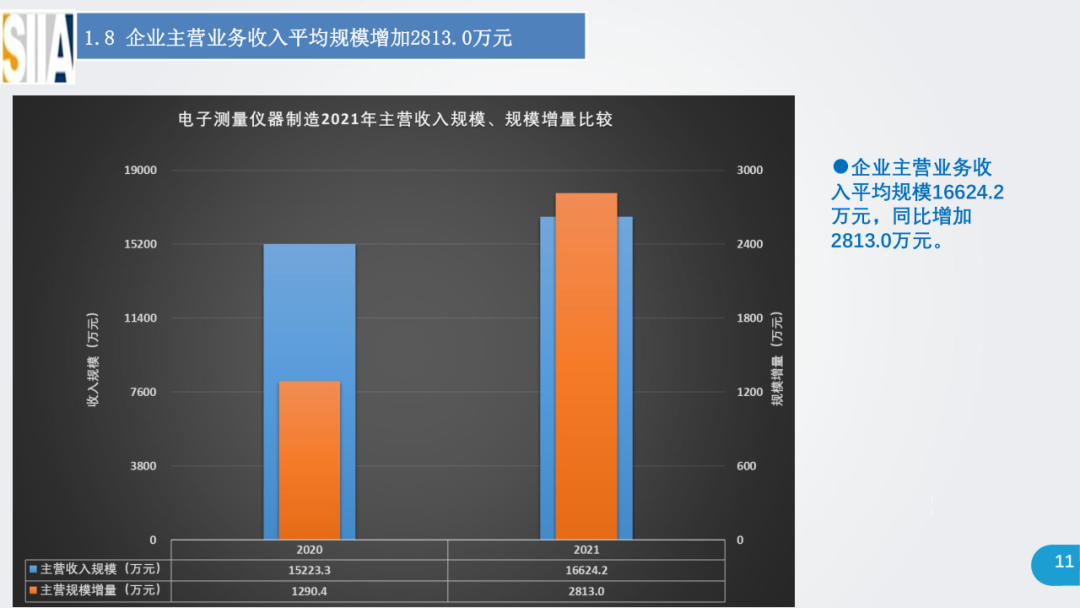 SIIA
1.8 企业主营业务收入平均规模增加2813.0万元
电子测量仪器制造2021年主营收入规模、规模增量比较
19000
15200
11400
7600
3800
0
收入规模（万元）
3000
2400
1800
1200
600
0
规模增量（万元）
2020 2021
主营收入规模（万元） 15223.3 16624.2
主营规模增量（万元） 1290.4 2813.0
●企业主营业务收
入平均规模16624.2
万元，同比增加
2813.0万元。
11